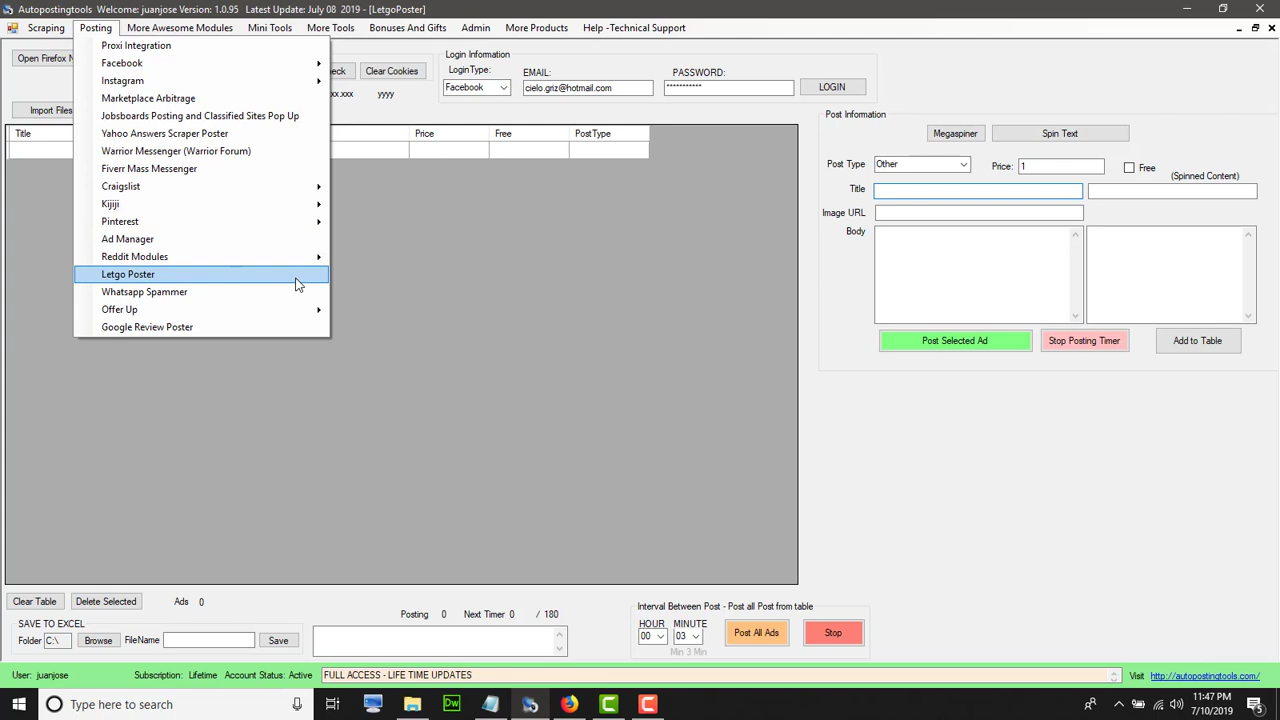 Autopostingtools: Username: juanjose Version: 1.0.95 Latest Update: July 08 2019 - [LetgoPoster]
Scraping Posting More Awesome Modules Mini Tools More Tools Bonuses And Gifts Admin More Products Help -Technical Support
Proxi Integration
Facebook
Instagram
Marketplace Arbitrage
Jobsboards Posting and Classified Sites Pop Up
Yahoo Answers Scraper Poster
Warrior Messenger (Warrior Forum)
Fiverr Mass Messenger
Craigslist
Kijiji
Pinterest
Ad Manager
Reddit Modules
Letgo Poster
Whatsapp Spammer
Offer Up
Google Review Poster
Open Firefox
Clear Cookies
xx.xxx yyyy
Import Files
Login Information
LoginType: EMAIL: PASSWORD:
Facebook cielo.griz@hotmail.com *********** LOGIN
Title Price Free PostType
Post Information
Megaspiner Spin Text
Post Type Other Price: 1 Free
(Spinned Content)
Title
Image URL
Body
Post Selected Ad Stop Posting Timer Add to Table
Clear Table Delete Selected Ads 0
SAVE TO EXCEL
Folder C:\ Browse FileName Save
Posting 0 Next Timer 0 / 180
Interval Between Post - Post all Post from table
HOUR MINUTE
00 03 Post All Ads Stop
Min 3 Min
User: juanjose Subscription: Lifetime Account Status: Active FULL ACCESS - LIFE TIME UPDATES Visit http://autopostingtools.com/
Type here to search
Dw
11:47 PM
7/10/2019